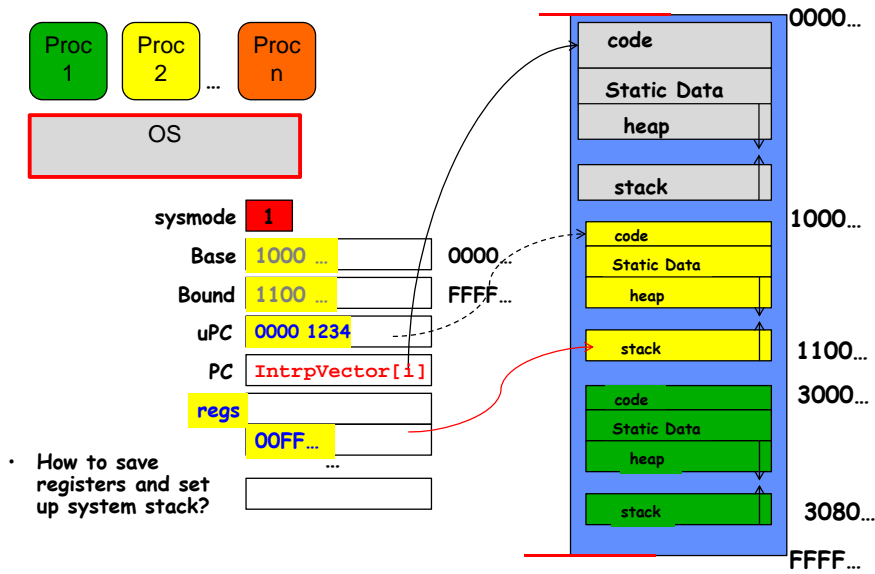 Proc
1
Proc
2
...
Proc
n
OS
sysmode 1
Base 1000 … 0000…
Bound 1100 … FFFF…
uPC 0000 1234
PC IntrpVector[i]
regs
00FF…
…
• How to save
registers and set
up system stack?
0000…
code
Static Data
heap
stack
1000…
code
Static Data
heap
stack
1100…
3000…
code
Static Data
heap
stack
3080…
FFFF…